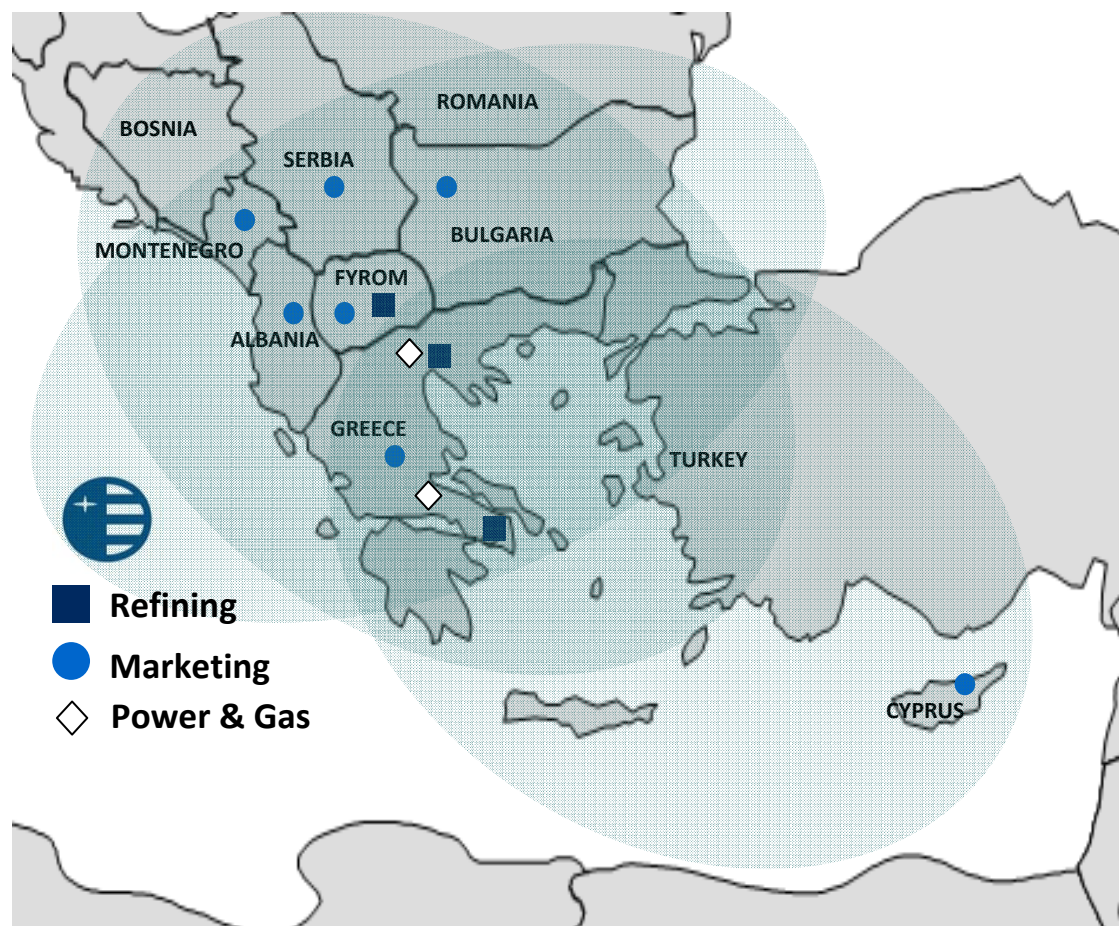 ROMANIA
BOSNIA
SERBIA
BULGARIA
MONTENEGRO
FYROM
ALBANIA
GREECE
TURKEY
Refining
Marketing
Power & Gas
CYPRUS